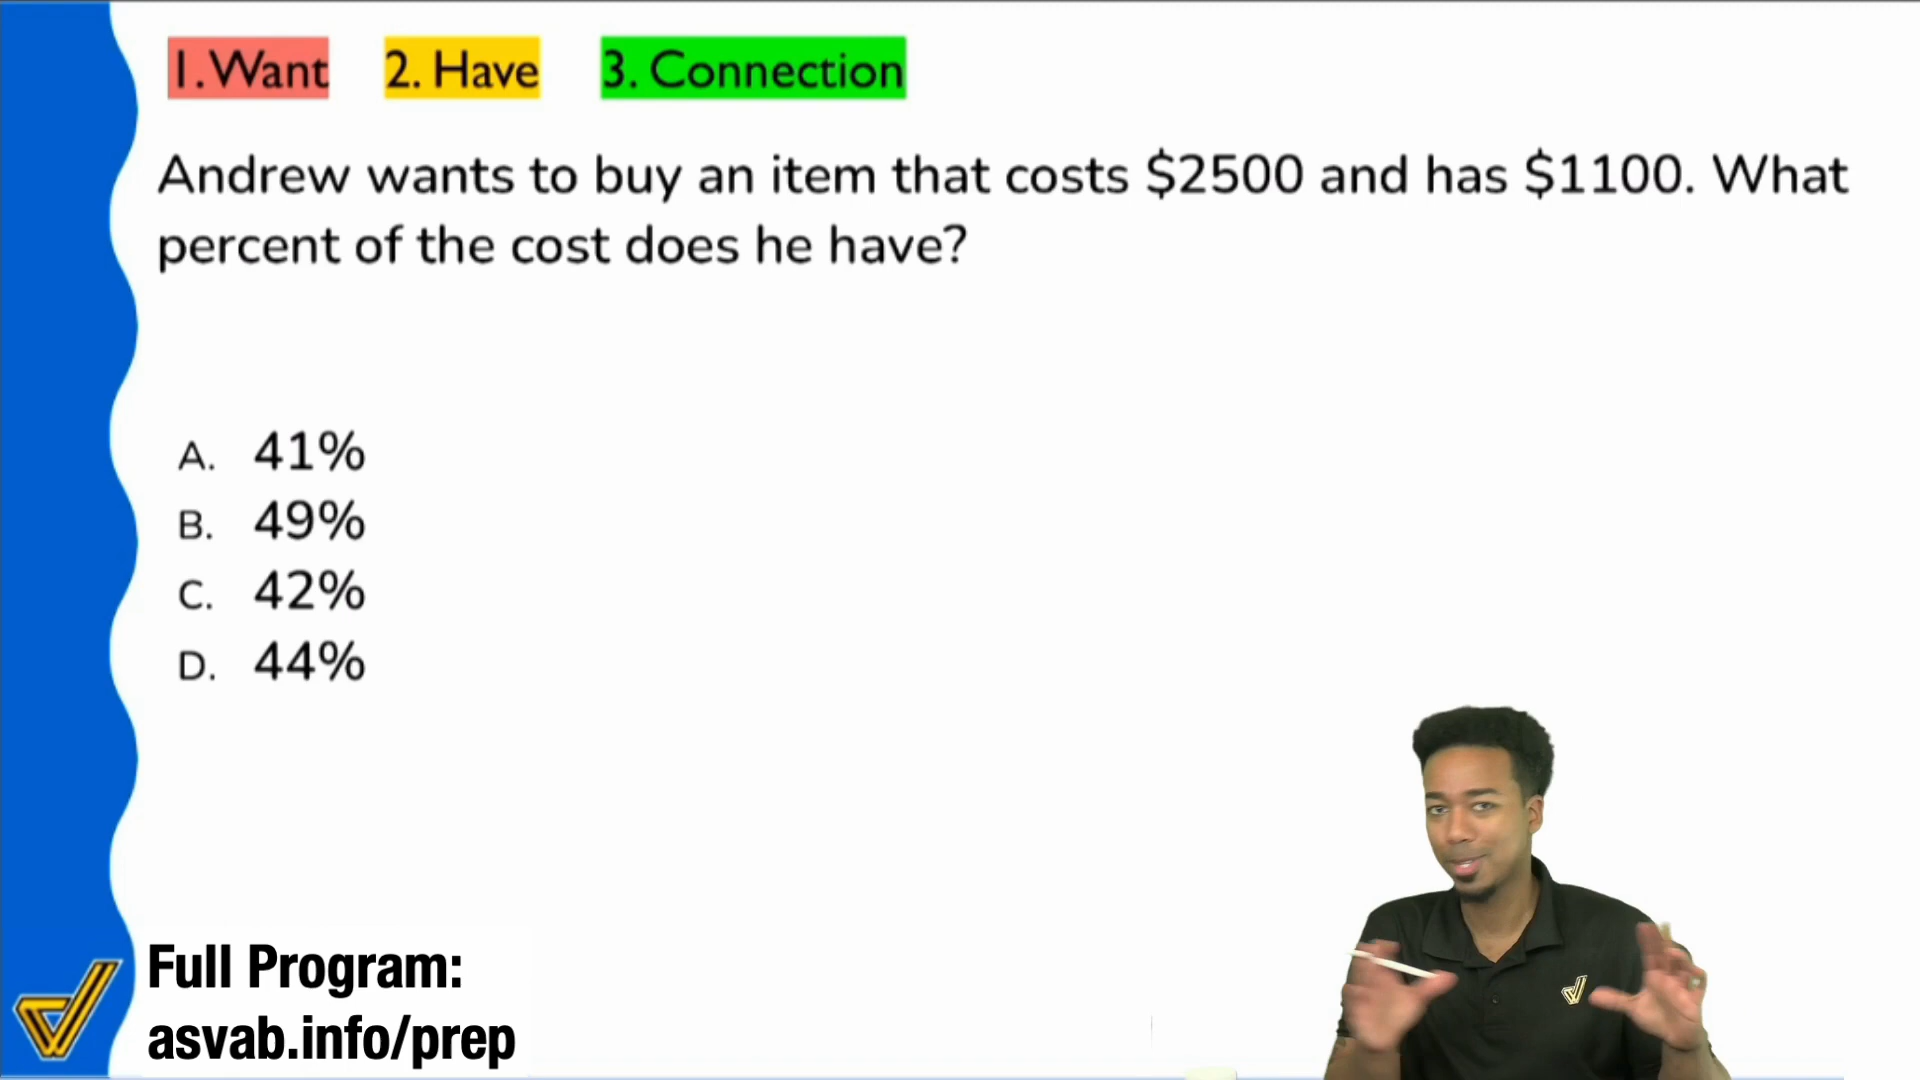 1. Want 2. Have 3. Connection
Andrew wants to buy an item that costs $2500 and has $1100. What
percent of the cost does he have?
A. 41%
B. 49%
C. 42%
D. 44%
Full Program:
asvab.info/prep